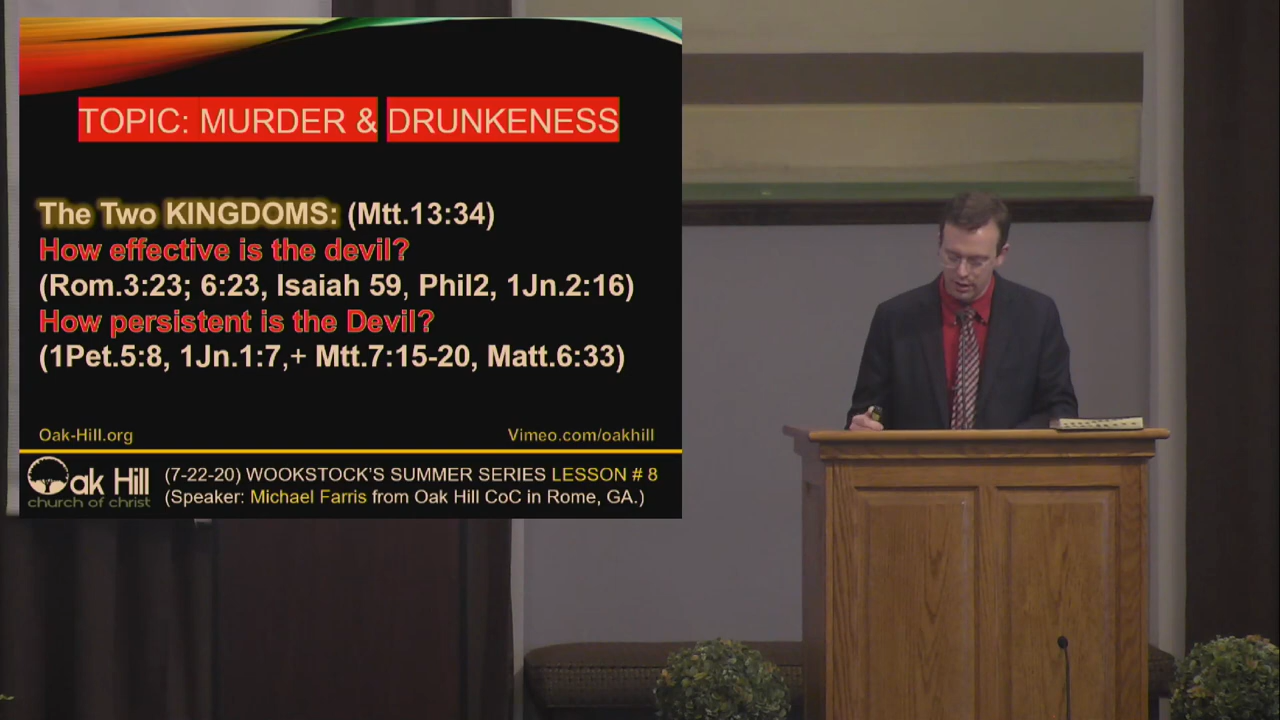 TOPIC: MURDER & DRUNKENESS
The Two KINGDOMS: (Mtt.13:34)
How effective is the devil?
(Rom.3:23; 6:23, Isaiah 59, Phil2, 1Jn.2:16)
How persistent is the Devil?
(1Pet.5:8, 1Jn.1:7,+ Mtt.7:15-20, Matt.6:33)
Oak-Hill.org
Vimeo.com/oakhill
Oak Hill
church of christ
(7-22-20) WOOKSTOCK'S SUMMER SERIES LESSON # 8
(Speaker: Michael Farris from Oak Hill CoC in Rome, GA.)